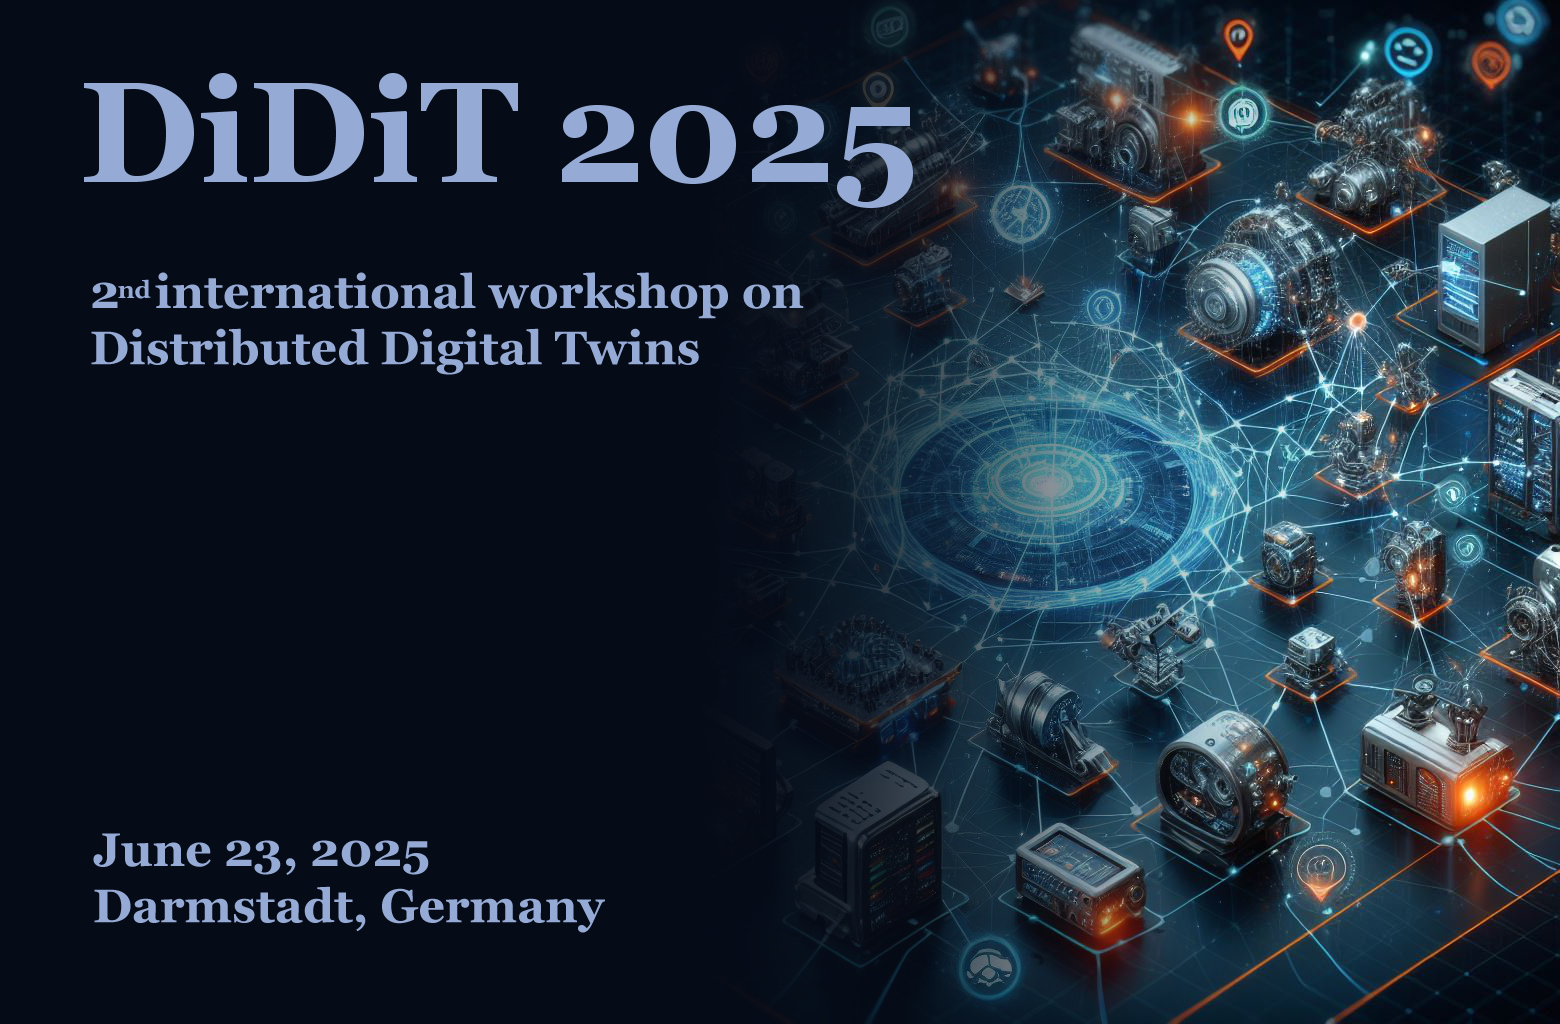 DiDiT 2025
2nd international workshop on
Distributed Digital Twins
June 23, 2025
Darmstadt, Germany